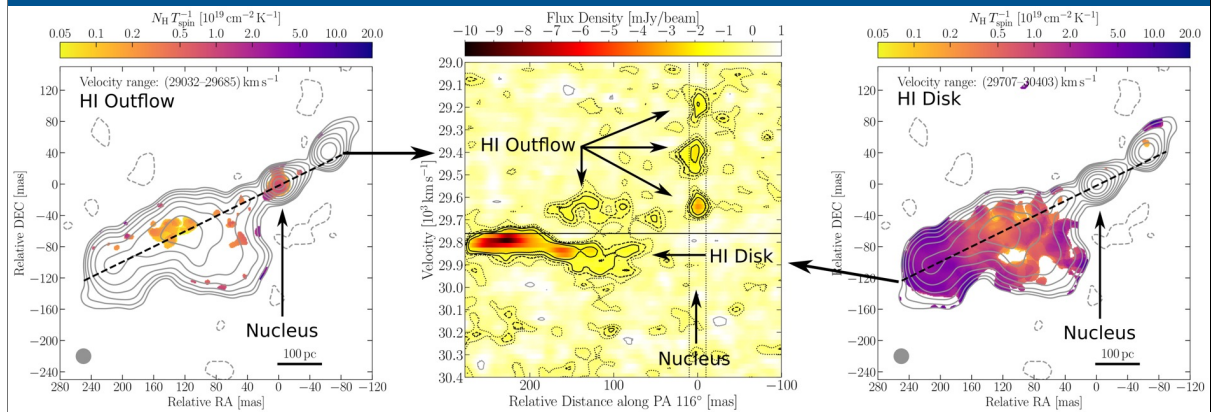 N_H T_spin^-1 [10^19 cm^-2 K^-1]
0.05 0.1 0.2 0.5 1.0 2.0 5.0 10.0 20.0
Velocity range: (29032–29685) km s^-1
HI Outflow
Relative DEC [mas]
120
80
40
0
−40
−80
−120
−160
−200
−240
Nucleus
100 pc
280 240 200 160 120 80 40 0 −40 −80 −120
Relative RA [mas]
Flux Density [mJy/beam]
−10 −9 −8 −7 −6 −5 −4 −3 −2 −1 0 1
Velocity [10^3 km s^-1]
29.0
29.1
29.2
29.3
29.4
29.5
29.6
29.7
29.8
29.9
30.0
30.1
30.2
30.3
30.4
HI Outflow
HI Disk
Nucleus
200 100 0 −100
Relative Distance along PA 116° [mas]
N_H T_spin^-1 [10^19 cm^-2 K^-1]
0.05 0.1 0.2 0.5 1.0 2.0 5.0 10.0 20.0
Velocity range: (29707–30403) km s^-1
HI Disk
Relative DEC [mas]
120
80
40
0
−40
−80
−120
−160
−200
−240
Nucleus
100 pc
280 240 200 160 120 80 40 0 −40 −80 −120
Relative RA [mas]